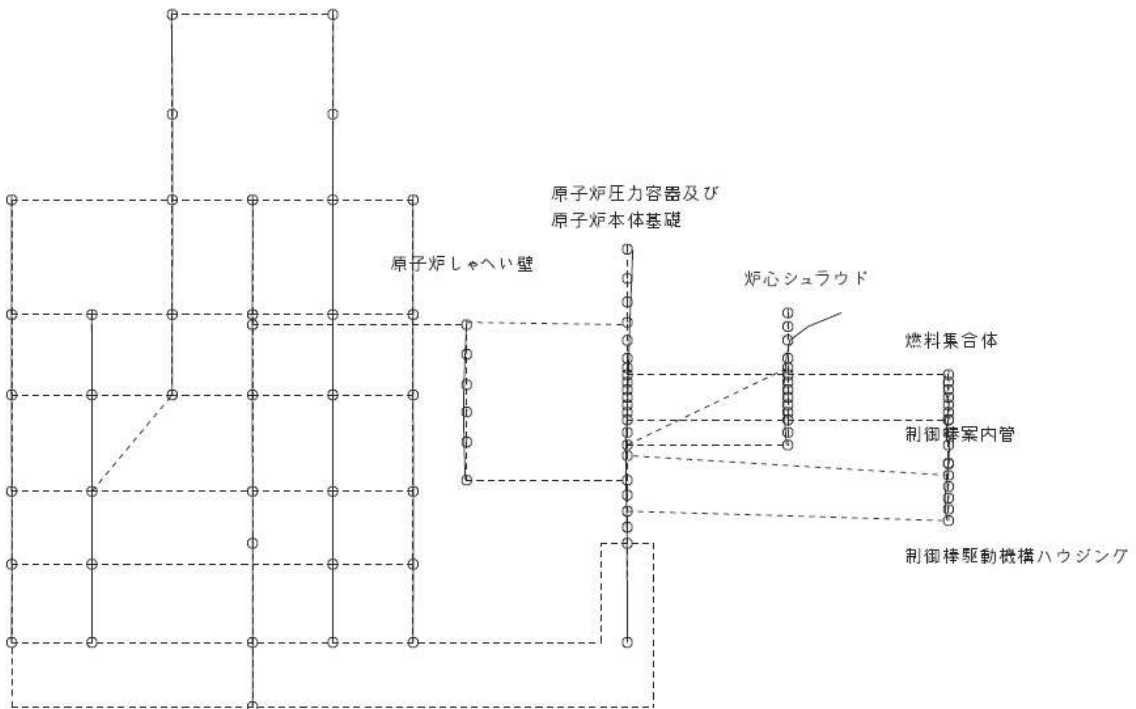 原子炉圧力容器及び
原子炉本体基礎
原子炉しゃへい壁
炉心シュラウド
燃料集合体
制御棒案内管
制御棒駆動機構ハウジング